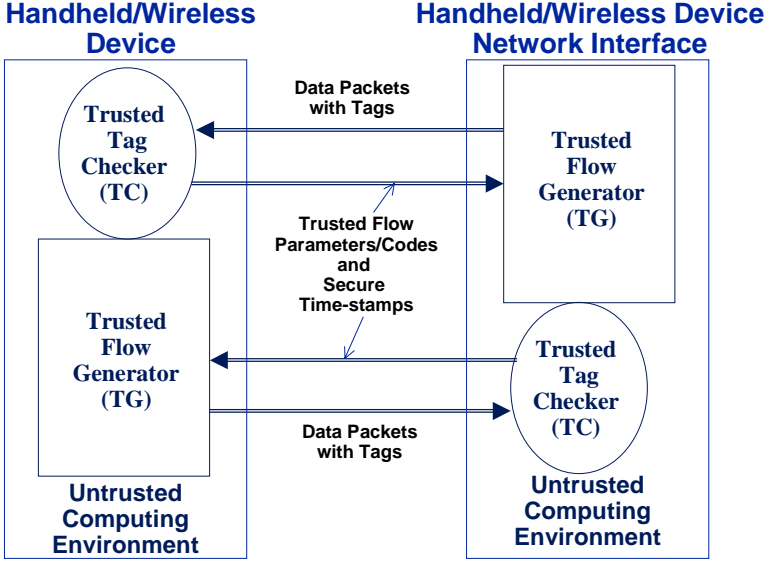 Handheld/Wireless
Device
Handheld/Wireless Device
Network Interface
Data Packets
with Tags
Trusted
Tag
Checker
(TC)
Trusted
Flow
Generator
(TG)
Trusted Flow
Parameters/Codes
and
Secure
Time-stamps
Trusted
Flow
Generator
(TG)
Trusted
Tag
Checker
(TC)
Data Packets
with Tags
Untrusted
Computing
Environment
Untrusted
Computing
Environment